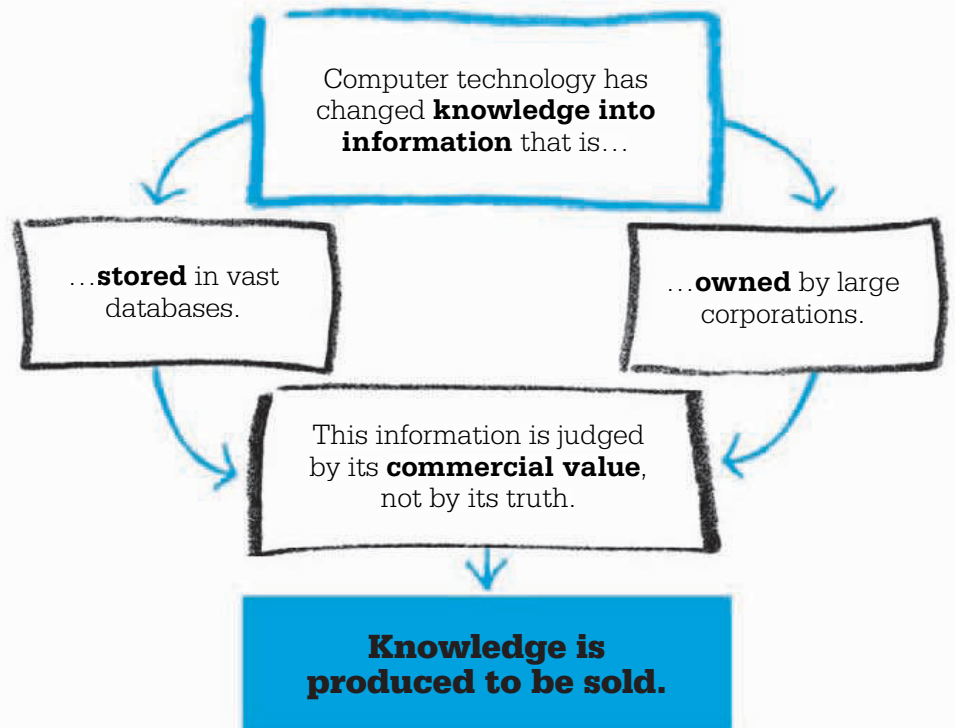 Computer technology has
changed knowledge into
information that is…
…stored in vast
databases.
…owned by large
corporations.
This information is judged
by its commercial value,
not by its truth.
Knowledge is
produced to be sold.